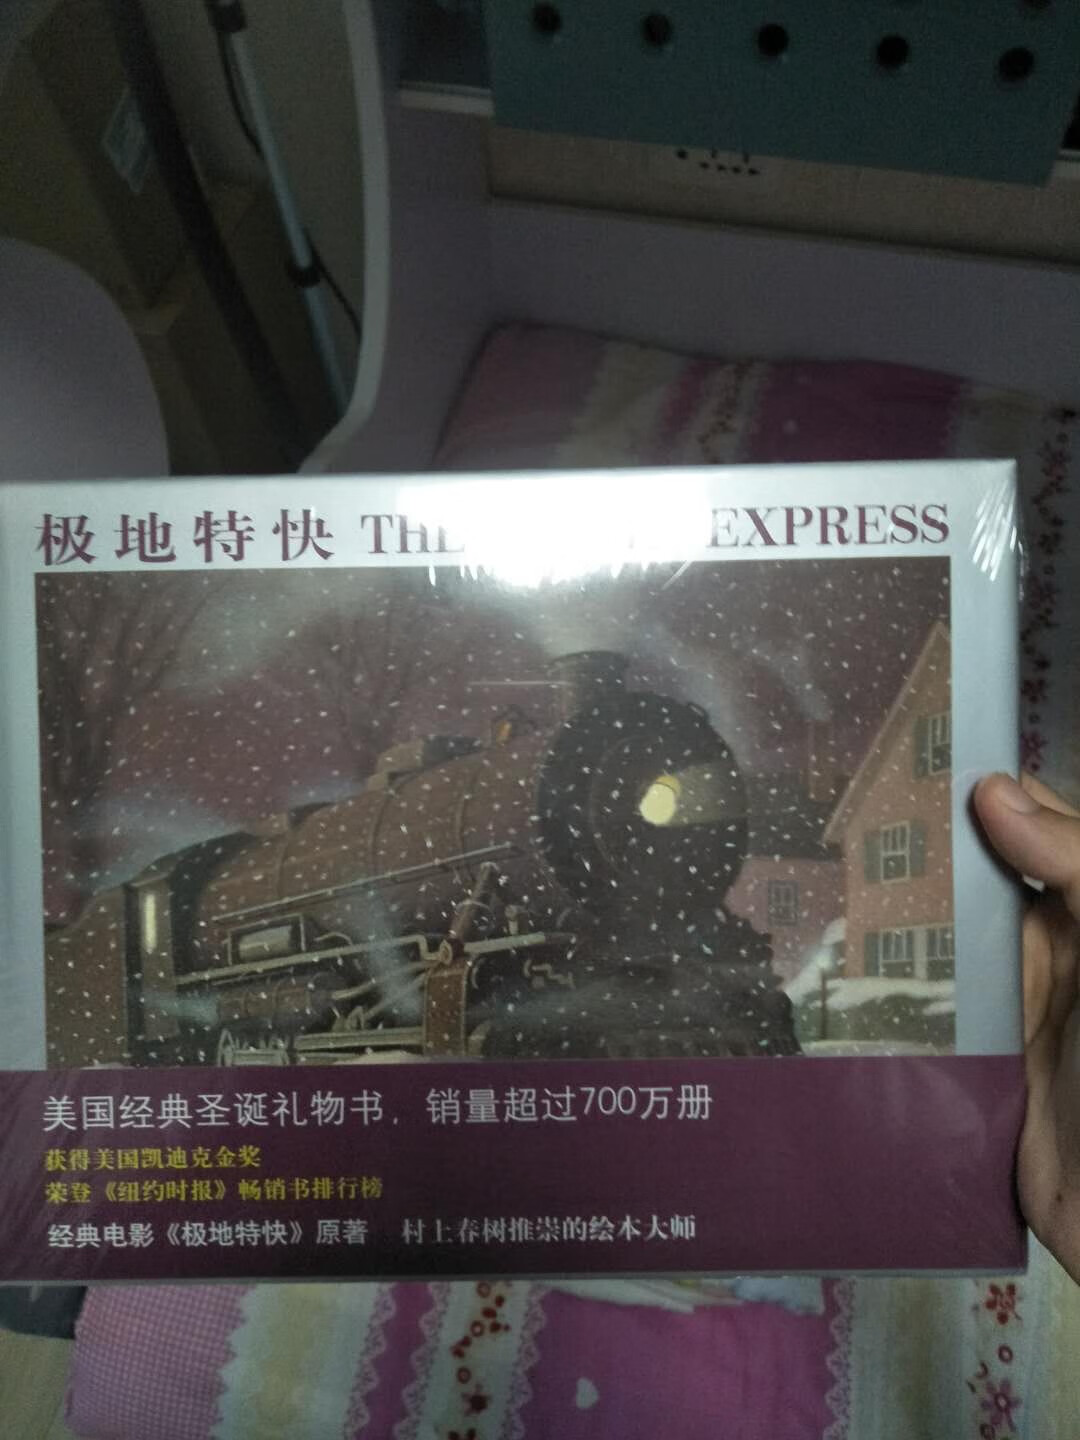 极地特快 THE EXPRESS
美国经典圣诞礼物书，销量超过700万册
获得美国凯迪克金奖
荣登《纽约时报》畅销书排行榜
经典电影《极地特快》原著 村上春树推崇的绘本大师